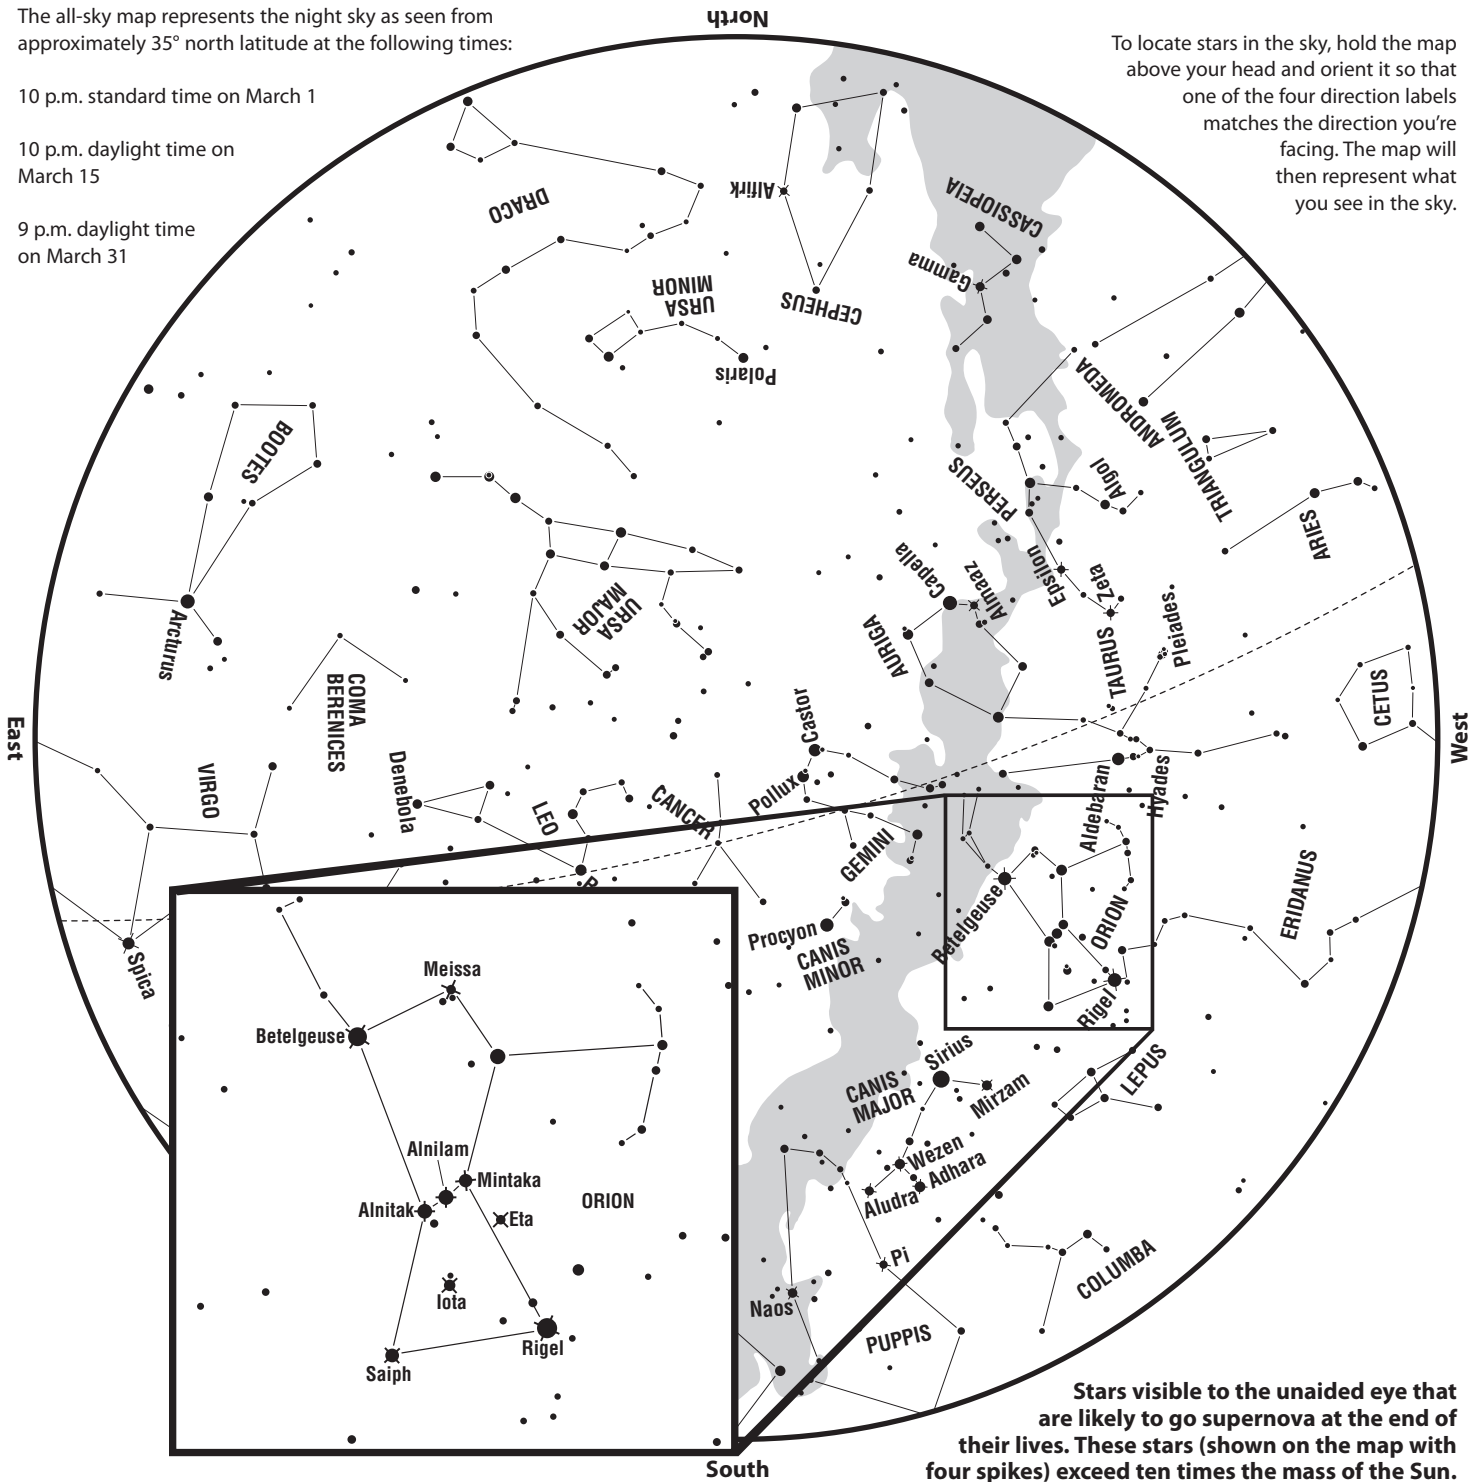 The all-sky map represents the night sky as seen from
approximately 35° north latitude at the following times:
10 p.m. standard time on March 1
10 p.m. daylight time on
March 15
9 p.m. daylight time
on March 31
North
To locate stars in the sky, hold the map
above your head and orient it so that
one of the four direction labels
matches the direction you're
facing. The map will
then represent what
you see in the sky.
DRACO
Alfirk
CASSIOPEIA
Gamma
URSA
MINOR
CEPHEUS
Polaris
ANDROMEDA
TRIANGULUM
BOOTES
PERSEUS
Algol
ARIES
Capella
Almaaz
Epsilon
Zeta
URSA
MAJOR
Arcturus
AURIGA
TAURUS
Pleiades
CETUS
COMA
BERENICES
East
West
Castor
VIRGO
Denebola
LEO
CANCER
Pollux
Aldebaran
Hyades
GEMINI
R
ERIDANUS
Betelgeuse
ORION
Procyon
CANIS
MINOR
Spica
Rigel
Meissa
Betelgeuse
Sirius
CANIS
MAJOR
Mirzam
LEPUS
Alnilam
Mintaka
Alnitak
Eta
ORION
Wezen
Adhara
Aludra
Pi
COLUMBA
Iota
Naos
Rigel
PUPPIS
Saiph
South
Stars visible to the unaided eye that
are likely to go supernova at the end of
their lives. These stars (shown on the map with
four spikes) exceed ten times the mass of the Sun.